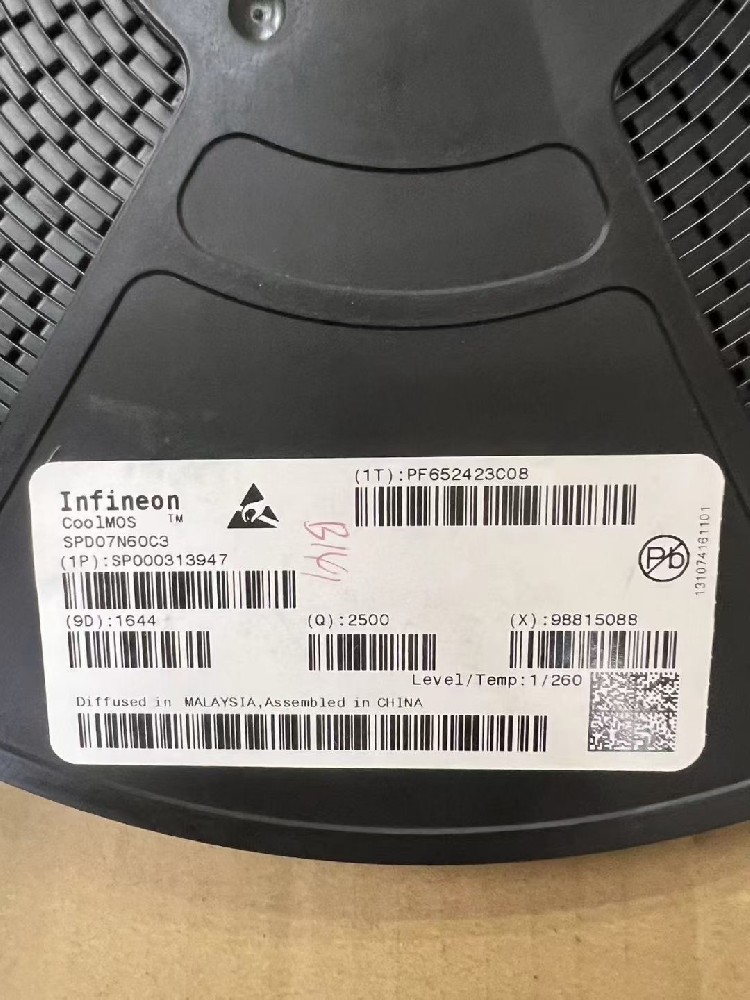 (1T):PF652423C08
Infineon
CoolMOS TM
SPD07N60C3
(1P):SP000313947
Pb
131074161101
(9D):1644
(Q):2500
(X):98815088
Level/Temp:1/260
Diffused in MALAYSIA,Assembled in CHINA